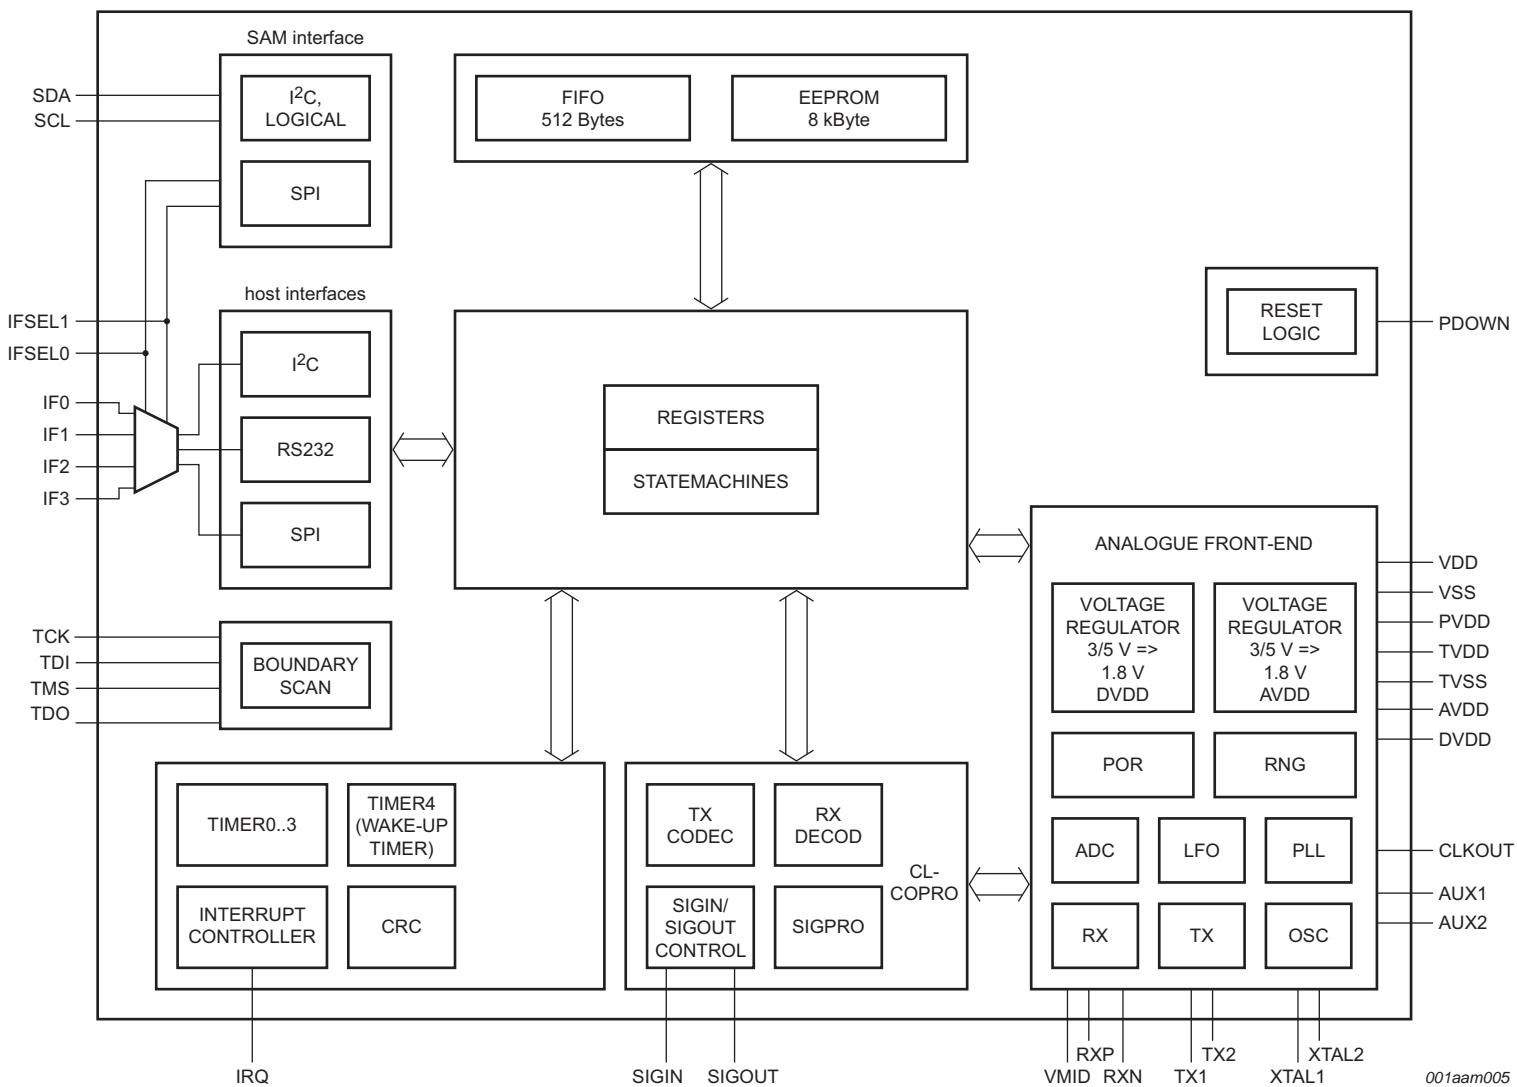 SAM interface
SDA
SCL
I2C,
LOGICAL
SPI
FIFO
512 Bytes
EEPROM
8 kByte
host interfaces
IFSEL1
IFSEL0
IF0
IF1
IF2
IF3
I2C
RS232
SPI
REGISTERS
STATEMACHINES
RESET
LOGIC
PDOWN
TCK
TDI
TMS
TDO
BOUNDARY
SCAN
ANALOGUE FRONT-END
VOLTAGE
REGULATOR
3/5 V =>
1.8 V
DVDD
VOLTAGE
REGULATOR
3/5 V =>
1.8 V
AVDD
POR
RNG
ADC
LFO
PLL
RX
TX
OSC
VDD
VSS
PVDD
TVDD
TVSS
AVDD
DVDD
CLKOUT
AUX1
AUX2
TIMER0..3
TIMER4
(WAKE-UP
TIMER)
INTERRUPT
CONTROLLER
CRC
TX
CODEC
RX
DECOD
SIGIN/
SIGOUT
CONTROL
SIGPRO
CL-
COPRO
IRQ
SIGIN
SIGOUT
VMID
RXP
RXN
TX1
TX2
XTAL1
XTAL2
001aam005